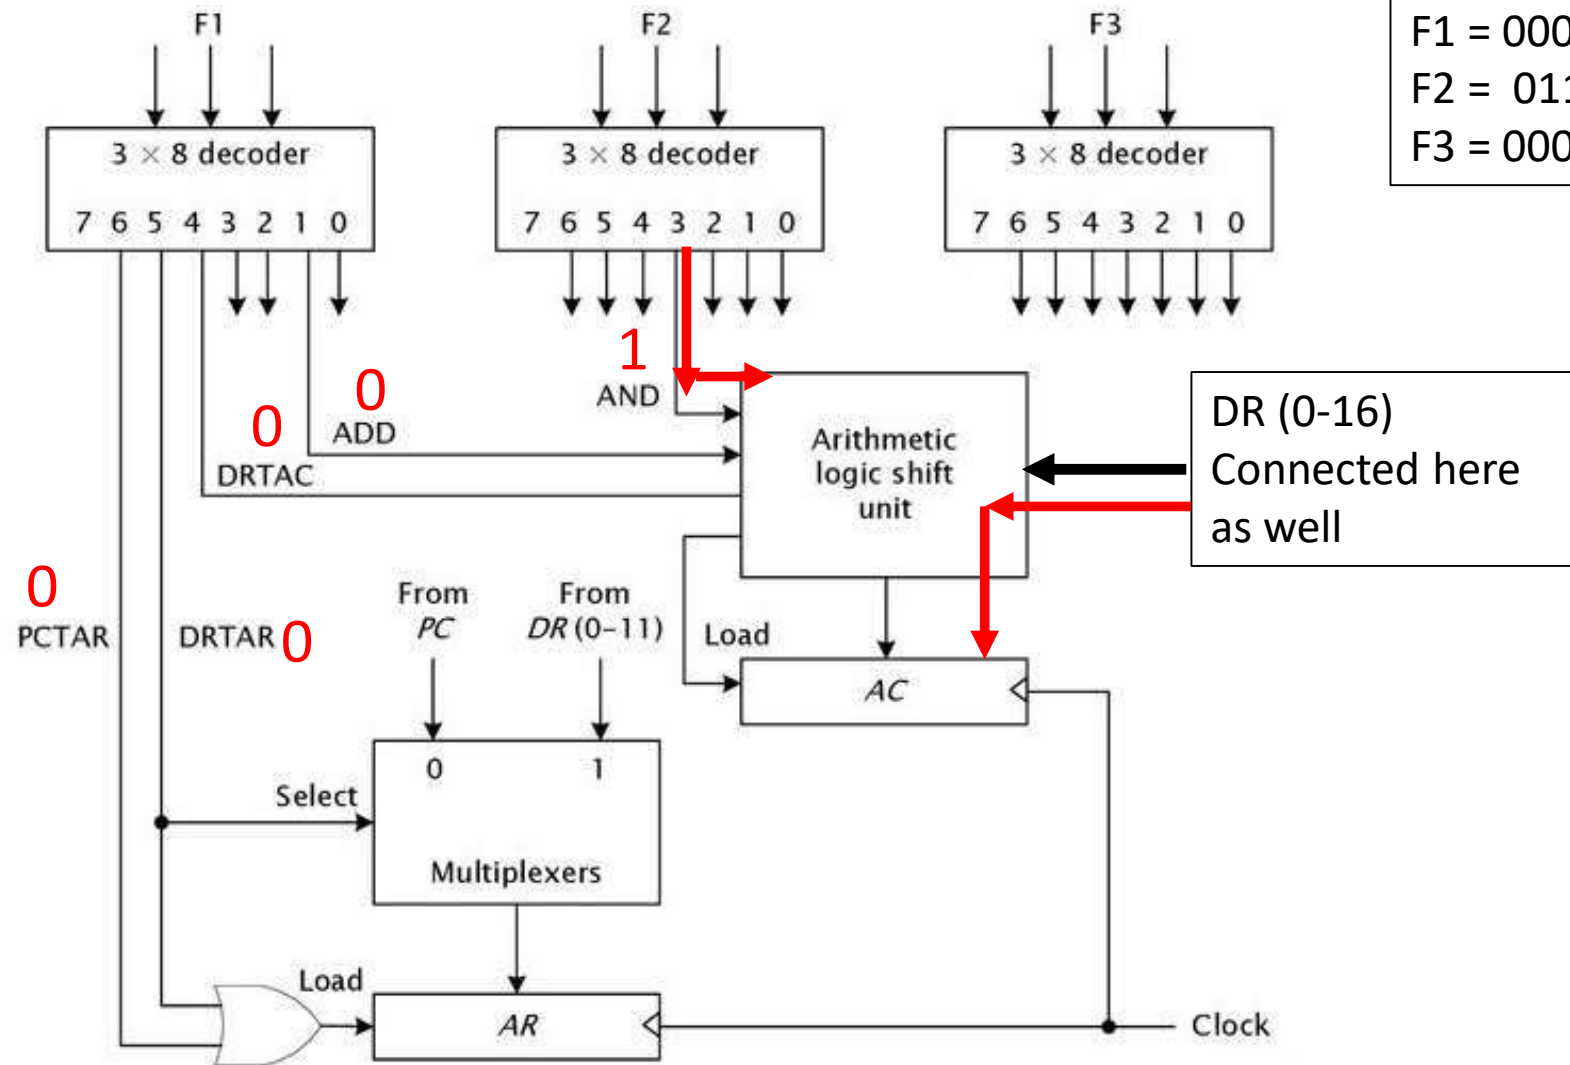 F1
F2
F3
F1 = 000
F2 = 011
F3 = 000
3 × 8 decoder
7 6 5 4 3 2 1 0
3 × 8 decoder
7 6 5 4 3 2 1 0
3 × 8 decoder
7 6 5 4 3 2 1 0
1
AND
0
ADD
0
DRTAC
Arithmetic
logic shift
unit
DR (0-16)
Connected here
as well
0
PCTAR
DRTAR 0
From
PC
From
DR (0–11)
Load
AC
0 1
Select
Multiplexers
Load
AR
Clock